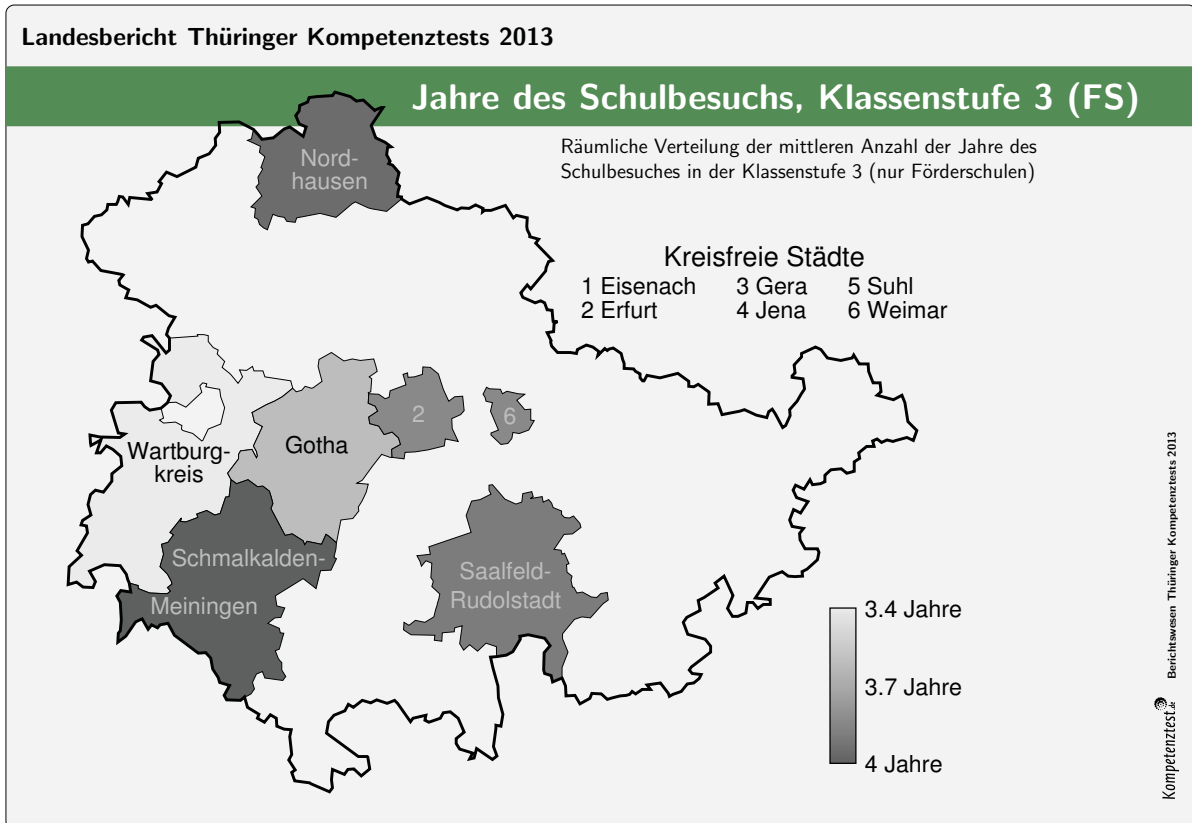 Landesbericht Thüringer Kompetenztests 2013
Jahre des Schulbesuchs, Klassenstufe 3 (FS)
Räumliche Verteilung der mittleren Anzahl der Jahre des
Schulbesuches in der Klassenstufe 3 (nur Förderschulen)
Nord-
hausen
Kreisfreie Städte
1 Eisenach 3 Gera 5 Suhl
2 Erfurt 4 Jena 6 Weimar
2
6
Wartburg-
kreis
Gotha
Schmalkalden-
Meiningen
Saalfeld-
Rudolstadt
3.4 Jahre
3.7 Jahre
4 Jahre
Kompetenztest.de
Berichtswesen Thüringer Kompetenztests 2013